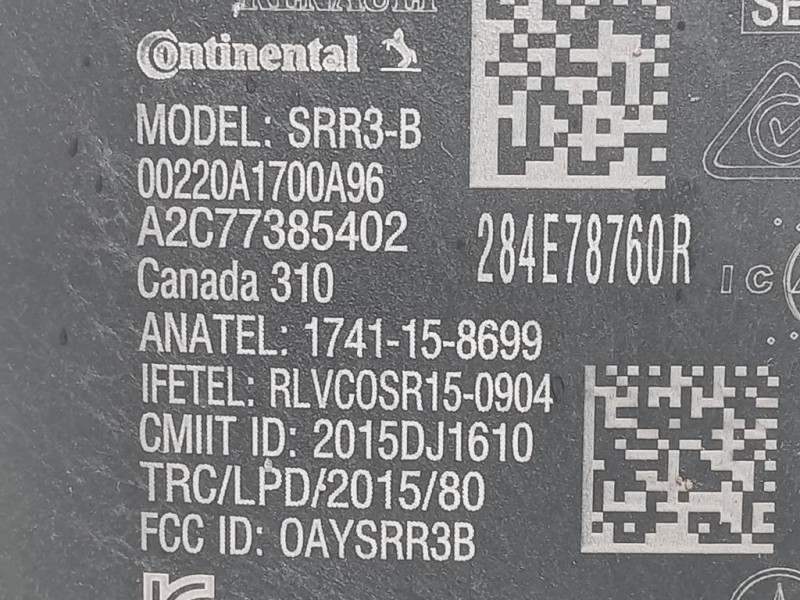 RENAULT
Continental
MODEL: SRR3-B
00220A1700A96
A2C77385402
284E78760R
Canada 310
ANATEL: 1741-15-8699
IFETEL: RLVCOSR15-0904
CMIIT ID: 2015DJ1610
TRC/LPD/2015/80
FCC ID: OAYSRR3B